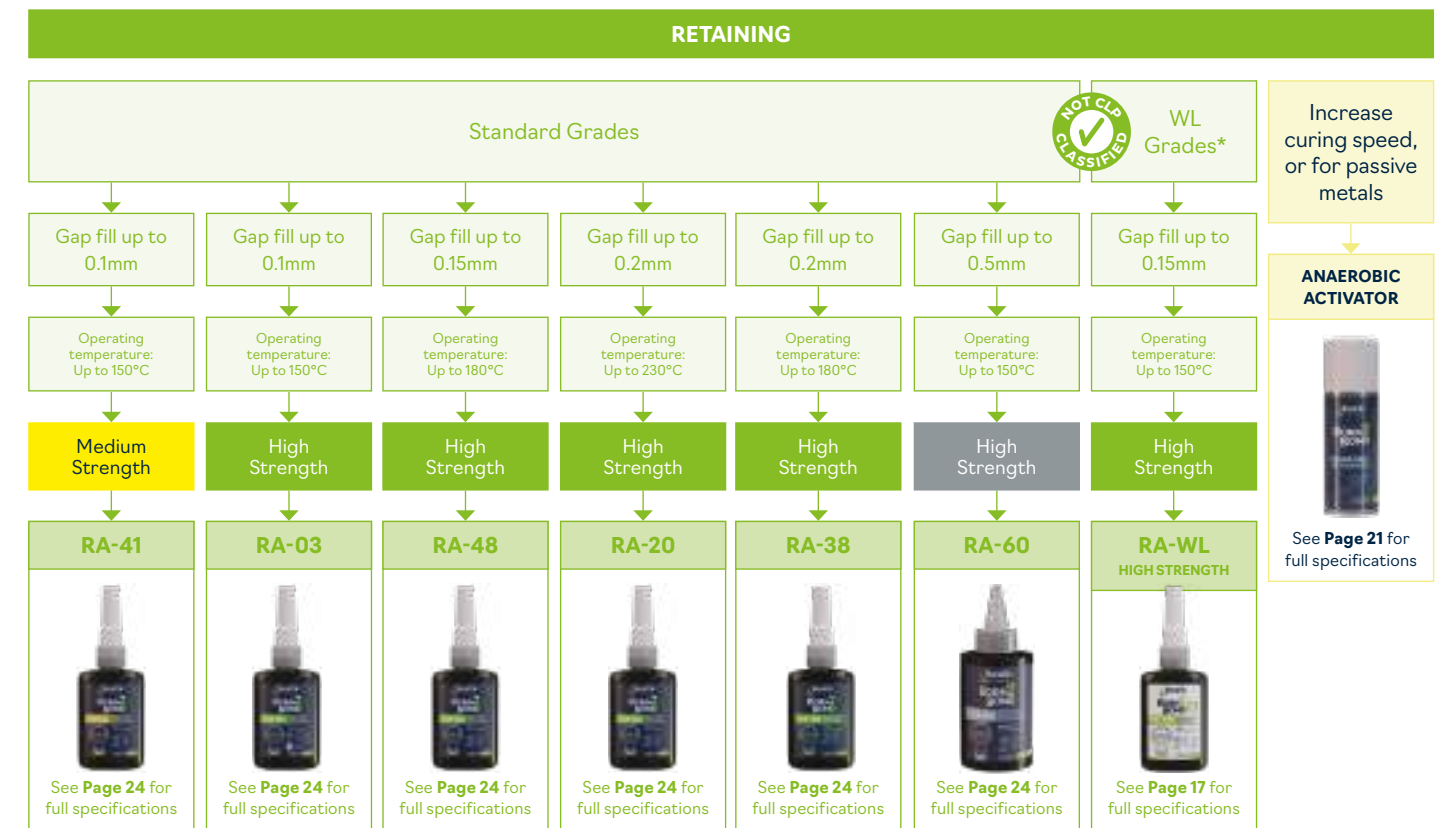 RETAINING
Standard Grades
NOT CLP
CLASSIFIED
WL
Grades*
Increase
curing speed,
or for passive
metals
Gap fill up to
0.1mm
Gap fill up to
0.1mm
Gap fill up to
0.15mm
Gap fill up to
0.2mm
Gap fill up to
0.2mm
Gap fill up to
0.5mm
Gap fill up to
0.15mm
ANAEROBIC
ACTIVATOR
Operating
temperature:
Up to 150°C
Operating
temperature:
Up to 150°C
Operating
temperature:
Up to 180°C
Operating
temperature:
Up to 230°C
Operating
temperature:
Up to 180°C
Operating
temperature:
Up to 150°C
Operating
temperature:
Up to 150°C
Medium
Strength
High
Strength
High
Strength
High
Strength
High
Strength
High
Strength
High
Strength
RA-41
RA-03
RA-48
RA-20
RA-38
RA-60
RA-WL
HIGH STRENGTH
See Page 21 for
full specifications
See Page 24 for
full specifications
See Page 24 for
full specifications
See Page 24 for
full specifications
See Page 24 for
full specifications
See Page 24 for
full specifications
See Page 24 for
full specifications
See Page 17 for
full specifications